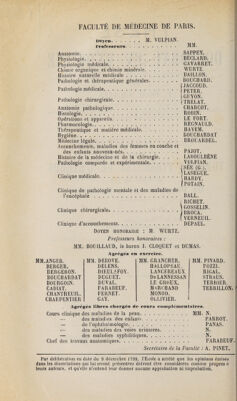 FACULTÉ DE MÉDECINE DE PARIS.
Doyen. . . . . . . M. VULPIAN.
Professeurs. MM.
Anatomie. . . . . . . SAPPEY.
Physiologie. . . . . . . BÉCLARD.
Physique médicale. . . . . . . GAVARRET.
Chimie organique et chimie minérale. . . . . . . WURTZ.
Histoire naturelle médicale . . . . . . . BAILLON.
Pathologie et thérapeutique générales. . . . . . . BOUCHARD.
Pathologie médicale. . . . . . . JACCOUD.
PETER.
Pathologie chirurgicale. . . . . . . GUYON.
TRÉLAT.
Anatomie pathologique. . . . . . . CHARCOT.
Histologie. . . . . . . ROBIN.
Opérations et appareils. . . . . . . LE FORT.
Pharmacologie. . . . . . . REGNAULD.
Thérapeutique et matière médicale. . . . . . . HAYEM.
Hygiène. . . . . . . BOUCHARDAT
Médecine légale. . . . . . . BROUARDEL.
Accouchements, maladies des femmes en couche et
des enfants nouveau-nés. . . . . . . PAJOT.
Histoire de la médecine et de la chirurgie. . . . . . . LABOULBÈNE
Pathologie comparée et expérimentale. . . . . . . VULPIAN.
SÉE (G.).
Clinique médicale. . . . . . . LASÈGUE.
HARDY.
POTAIN.
Clinique de pathologie mentale et des maladies de
l'encéphale . . . . . . . BALL.
Cliniques chirurgicales. . . . . . . RICHET.
GOSSELIN.
BROCA.
VERNEUIL.
Clinique d'accouchements. . . . . . . DEPAUL.
DOYEN HONORAIRE : M. WURTZ.
Professeurs honoraires :
MM. BOUILLAUD, le baron J. CLOQUET et DUMAS.
Agrégés en exercice.
MM. ANGER. MM. DEBOVE. MM. GRANCHER. MM. PINARD.
BERGER. DELENS. HALLOPEAU POZZI.
BERGERON. DIEULAFOY LANCEREAUX RIGAL.
BOUCHARDAT DUGUET. DE LANNESSAN STRAUS.
BOURGOIN. DUVAL. LE GROUX. TERRIER
CADIAT. FARABEUF. MARCHAND TERRILLON.
CHANTREUIL. FERNET. MONOD.
CHARPENTIER GAY. OLLIVIER.
Agrégés libres chargés de cours complémentaires.
Cours clinique des maladies de la peau. . . . . . . MM. N.
— des maladies des enfants. . . . . . . PARROT.
— de l'ophthalmologie. . . . . . . PANAS.
— des maladies des voies urinaires. . . . . . . N.
— des maladies syphilitiques. . . . . . . N.
Chef des travaux anatomiques. . . . . . . FARABEUF.
Secrétaire de la Faculté : A. PINET.
Par délibération en date du 9 décembre 1798, l'École a arrêté que les opinions émises
dans les dissertations qui lui seront présentées doivent être considérées comme propres à
leurs auteurs, et qu'elle n'entend leur donner aucune approbation ni improbation.